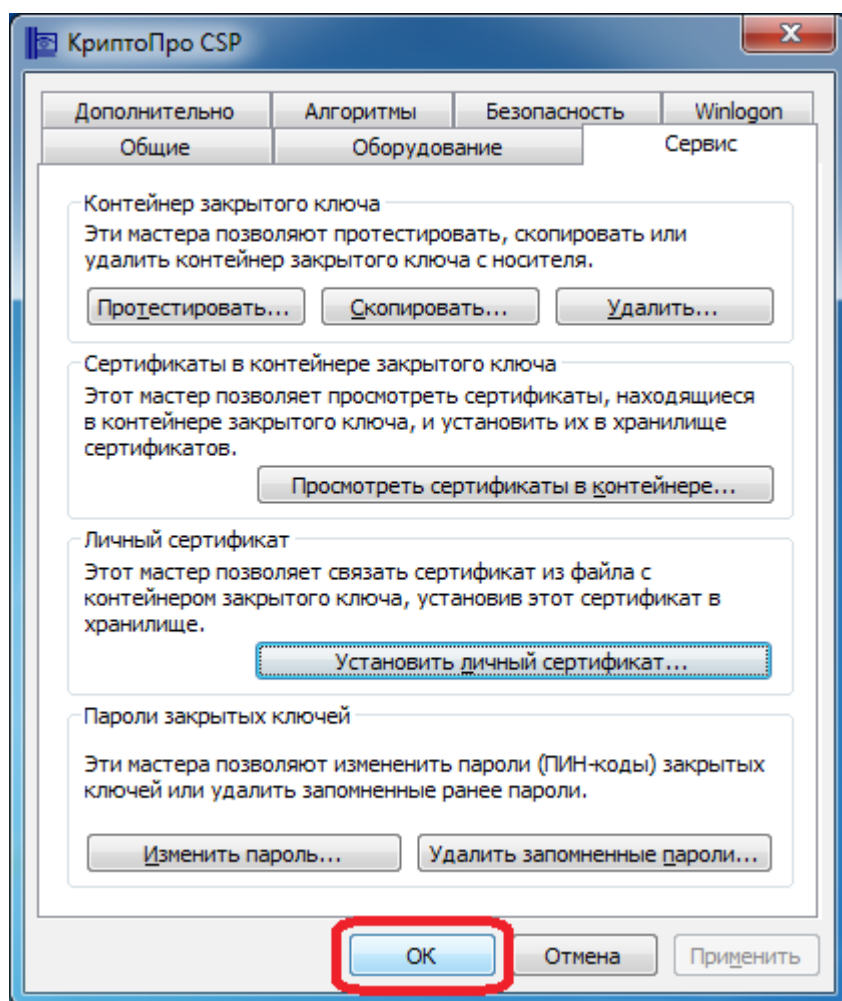 КриптоПро CSP
Дополнительно Алгоритмы Безопасность Winlogon
Общие Оборудование Сервис
Контейнер закрытого ключа
Эти мастера позволяют протестировать, скопировать или
удалить контейнер закрытого ключа с носителя.
Протестировать... Скопировать... Удалить...
Сертификаты в контейнере закрытого ключа
Этот мастер позволяет просмотреть сертификаты, находящиеся
в контейнере закрытого ключа, и установить их в хранилище
сертификатов.
Просмотреть сертификаты в контейнере...
Личный сертификат
Этот мастер позволяет связать сертификат из файла с
контейнером закрытого ключа, установив этот сертификат в
хранилище.
Установить личный сертификат...
Пароли закрытых ключей
Эти мастера позволяют измененить пароли (ПИН-коды) закрытых
ключей или удалить запомненные ранее пароли.
Изменить пароль... Удалить запомненные пароли...
ОК Отмена Применить